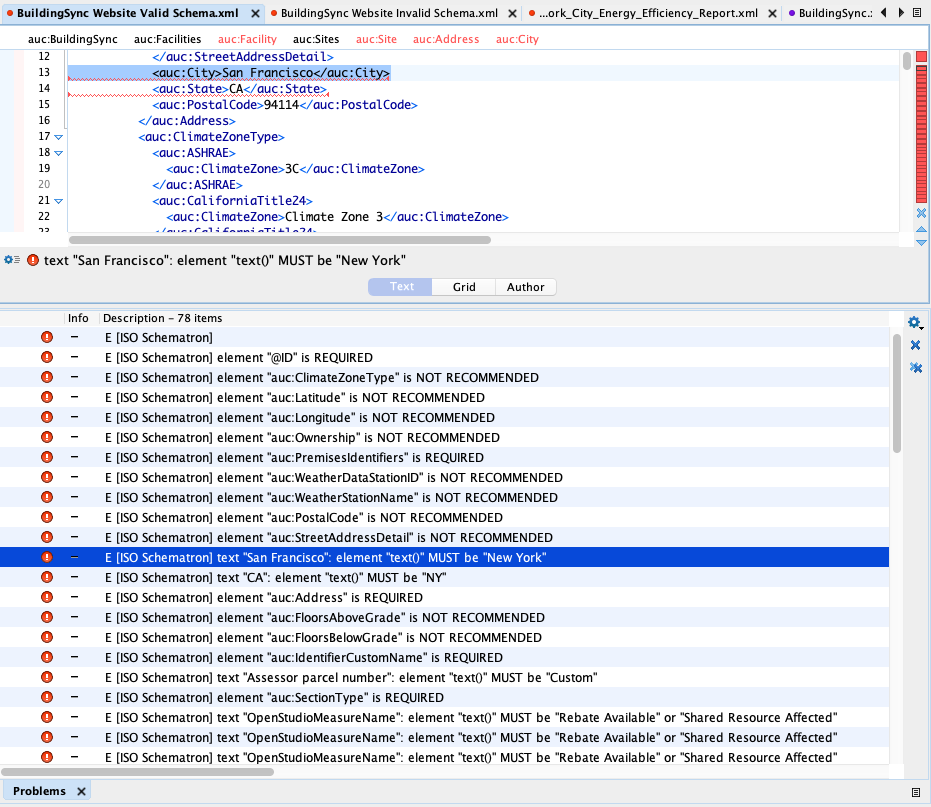 BuildingSync Website Valid Schema.xml BuildingSync Website Invalid Schema.xml ...ork_City_Energy_Efficiency_Report.xml BuildingSync.
auc:BuildingSync auc:Facilities auc:Facility auc:Sites auc:Site auc:Address auc:City
12 </auc:StreetAddressDetail>
13 <auc:City>San Francisco</auc:City>
14 <auc:State>CA</auc:State>
15 <auc:PostalCode>94114</auc:PostalCode>
16 </auc:Address>
17 <auc:ClimateZoneType>
18 <auc:ASHRAE>
19 <auc:ClimateZone>3C</auc:ClimateZone>
20 </auc:ASHRAE>
21 <auc:CaliforniaTitle24>
22 <auc:ClimateZone>Climate Zone 3</auc:ClimateZone>
23 </auc:CaliforniaTitle24>
text "San Francisco": element "text()" MUST be "New York"
Text Grid Author
Info Description – 78 items
E [ISO Schematron]
E [ISO Schematron] element "@ID" is REQUIRED
E [ISO Schematron] element "auc:ClimateZoneType" is NOT RECOMMENDED
E [ISO Schematron] element "auc:Latitude" is NOT RECOMMENDED
E [ISO Schematron] element "auc:Longitude" is NOT RECOMMENDED
E [ISO Schematron] element "auc:Ownership" is NOT RECOMMENDED
E [ISO Schematron] element "auc:PremisesIdentifiers" is REQUIRED
E [ISO Schematron] element "auc:WeatherDataStationID" is NOT RECOMMENDED
E [ISO Schematron] element "auc:WeatherStationName" is NOT RECOMMENDED
E [ISO Schematron] element "auc:PostalCode" is NOT RECOMMENDED
E [ISO Schematron] element "auc:StreetAddressDetail" is NOT RECOMMENDED
E [ISO Schematron] text "San Francisco": element "text()" MUST be "New York"
E [ISO Schematron] text "CA": element "text()" MUST be "NY"
E [ISO Schematron] element "auc:Address" is REQUIRED
E [ISO Schematron] element "auc:FloorsAboveGrade" is NOT RECOMMENDED
E [ISO Schematron] element "auc:FloorsBelowGrade" is NOT RECOMMENDED
E [ISO Schematron] element "auc:IdentifierCustomName" is REQUIRED
E [ISO Schematron] text "Assessor parcel number": element "text()" MUST be "Custom"
E [ISO Schematron] element "auc:SectionType" is REQUIRED
E [ISO Schematron] text "OpenStudioMeasureName": element "text()" MUST be "Rebate Available" or "Shared Resource Affected"
E [ISO Schematron] text "OpenStudioMeasureName": element "text()" MUST be "Rebate Available" or "Shared Resource Affected"
E [ISO Schematron] text "OpenStudioMeasureName": element "text()" MUST be "Rebate Available" or "Shared Resource Affected"
Problems